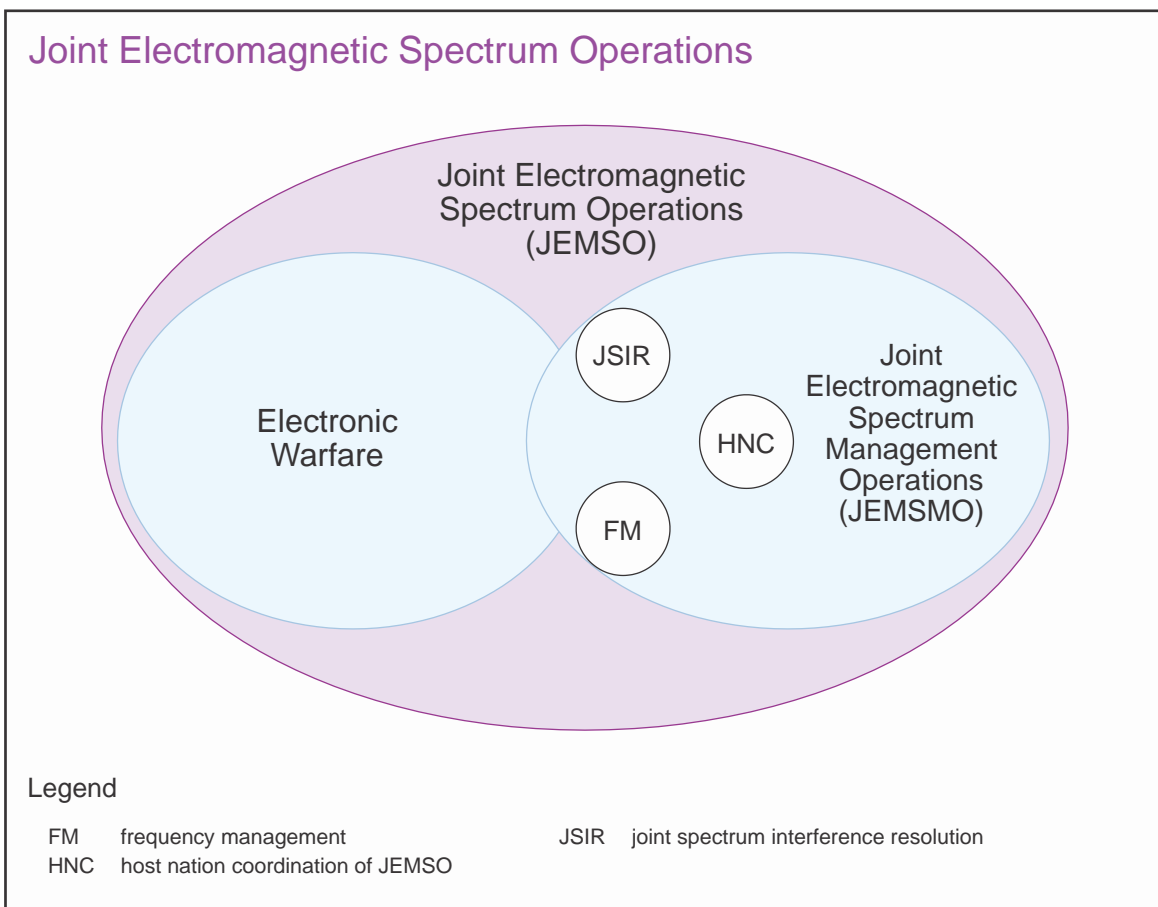 Joint Electromagnetic Spectrum Operations
Joint Electromagnetic
Spectrum Operations
(JEMSO)
Electronic
Warfare
JSIR
HNC
FM
Joint
Electromagnetic
Spectrum
Management
Operations
(JEMSMO)
Legend
FM frequency management
HNC host nation coordination of JEMSO
JSIR joint spectrum interference resolution